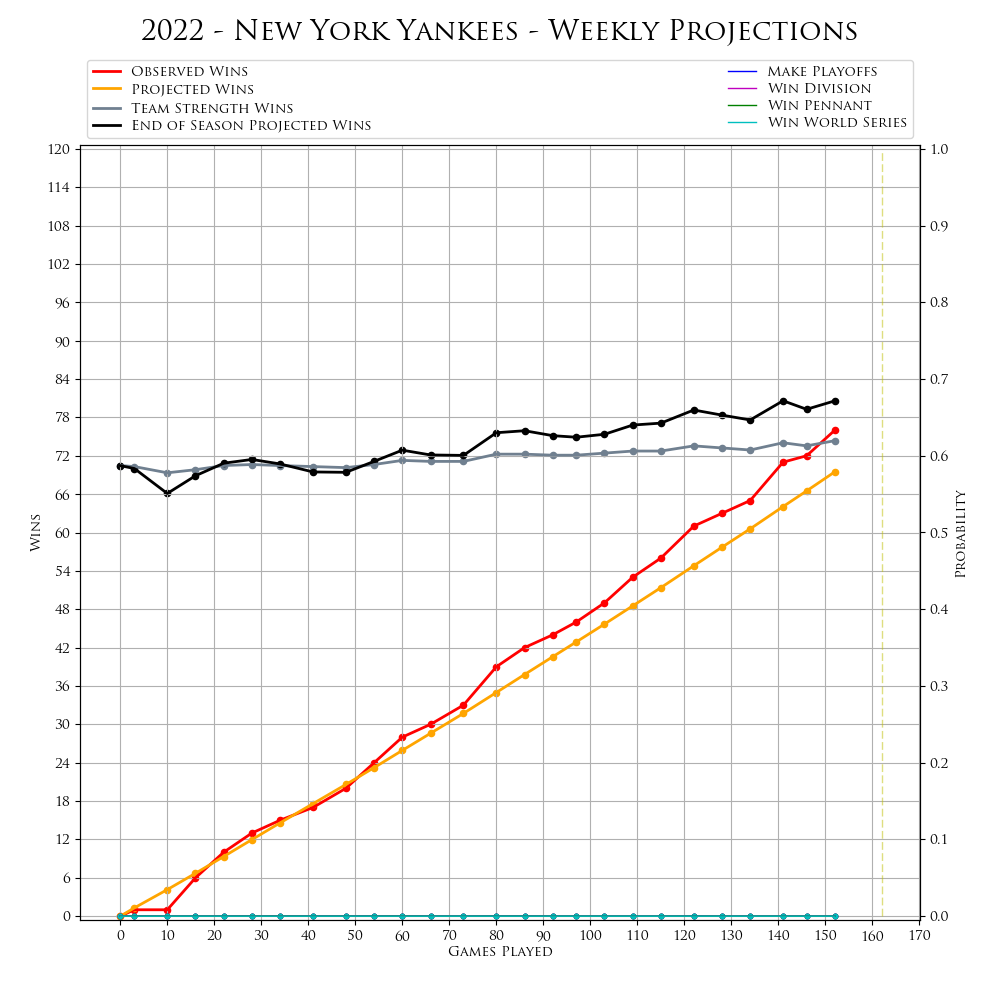 2022 - New York Yankees - Weekly Projections
Observed Wins
Projected Wins
Team Strength Wins
End of Season Projected Wins
Make Playoffs
Win Division
Win Pennant
Win World Series
120
114
108
102
96
90
84
78
72
66
60
54
48
42
36
30
24
18
12
6
0
Wins
1.0
0.9
0.8
0.7
0.6
0.5
0.4
0.3
0.2
0.1
0.0
Probability
0 10 20 30 40 50 60 70 80 90 100 110 120 130 140 150 160 170
Games Played